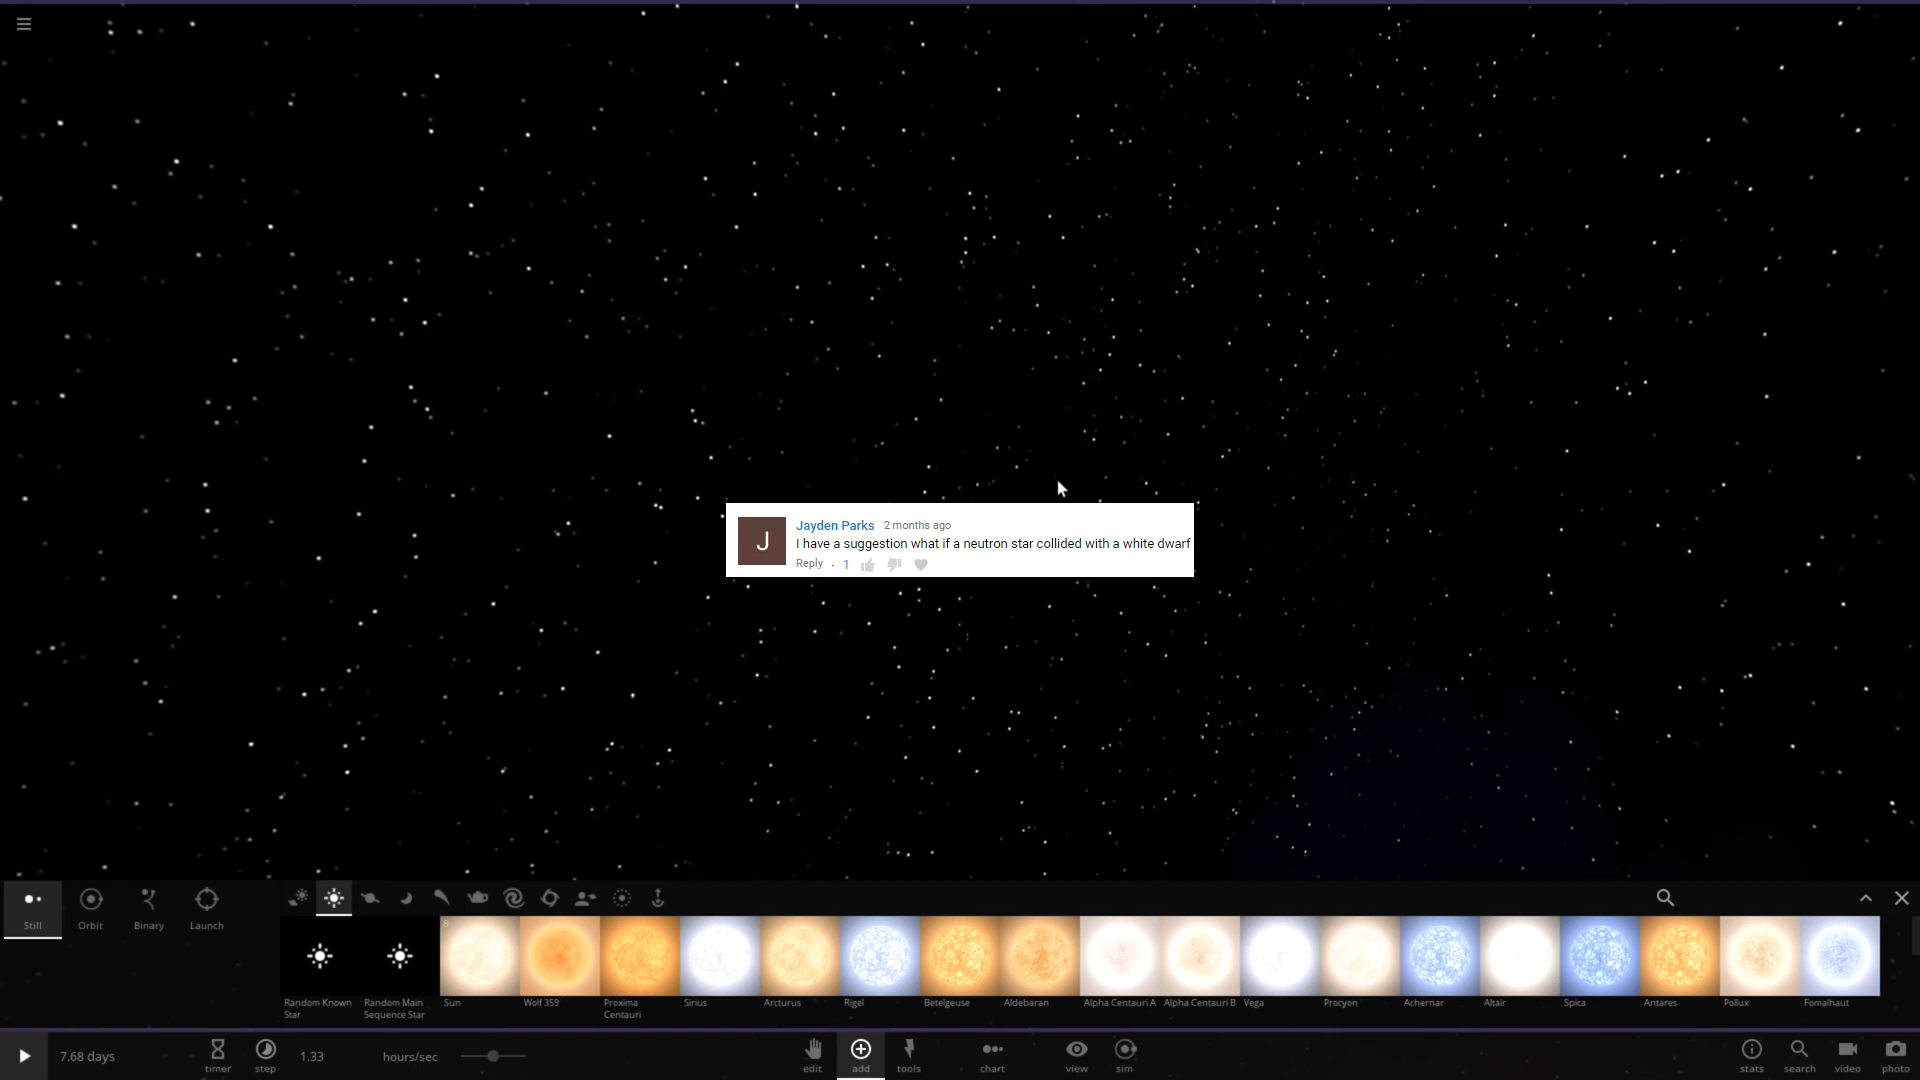 J
Jayden Parks 2 months ago
I have a suggestion what if a neutron star collided with a white dwarf
Reply . 1
Still
Orbit
Binary
Launch
Random Known Star
Random Main Sequence Star
Sun
Wolf 359
Proxima Centauri
Sirius
Arcturus
Rigel
Betelgeuse
Aldebaran
Alpha Centauri A
Alpha Centauri B
Vega
Procyon
Achernar
Altair
Spica
Antares
Pollux
Fomalhaut
7.68 days
timer
step
1.33
hours/sec
edit
add
tools
chart
view
sim
stats
search
video
photo